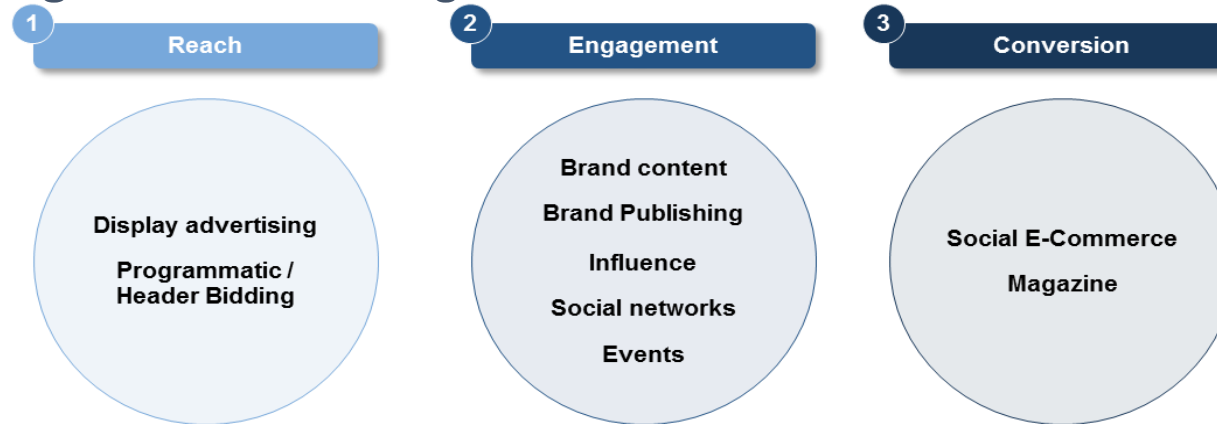 1
Reach
Display advertising
Programmatic /
Header Bidding
2
Engagement
Brand content
Brand Publishing
Influence
Social networks
Events
3
Conversion
Social E-Commerce
Magazine